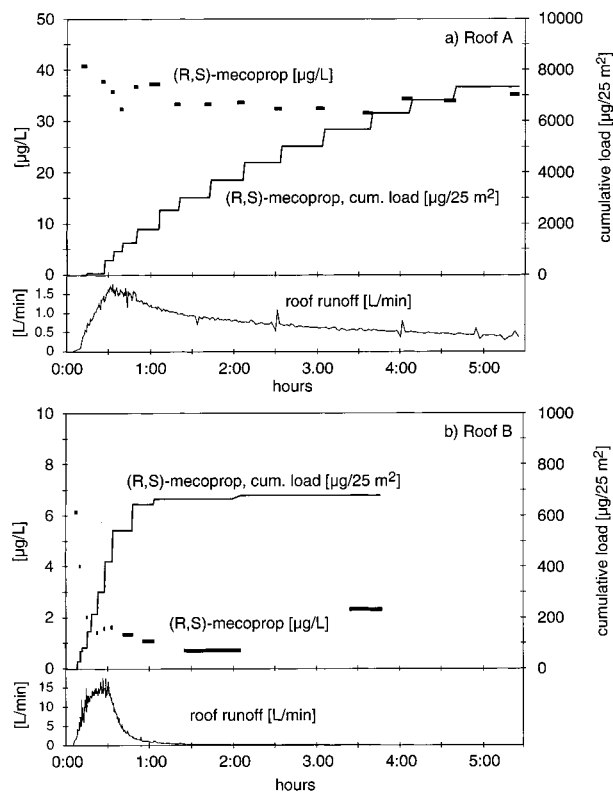 50
10000
a) Roof A
(R,S)-mecoprop [µg/L]
40
8000
30
6000
[µg/L]
cumulative load [µg/25 m²]
20
4000
(R,S)-mecoprop, cum. load [µg/25 m²]
10
2000
0
0
1.5
roof runoff [L/min]
1.0
[L/min]
0.5
0.0
0:00 1:00 2:00 3:00 4:00 5:00
hours
10
1000
b) Roof B
8
800
(R,S)-mecoprop, cum. load [µg/25 m²]
6
600
[µg/L]
cumulative load [µg/25 m²]
4
400
2
200
(R,S)-mecoprop [µg/L]
0
0
15
10
roof runoff [L/min]
[L/min]
5
0
0:00 1:00 2:00 3:00 4:00 5:00
hours